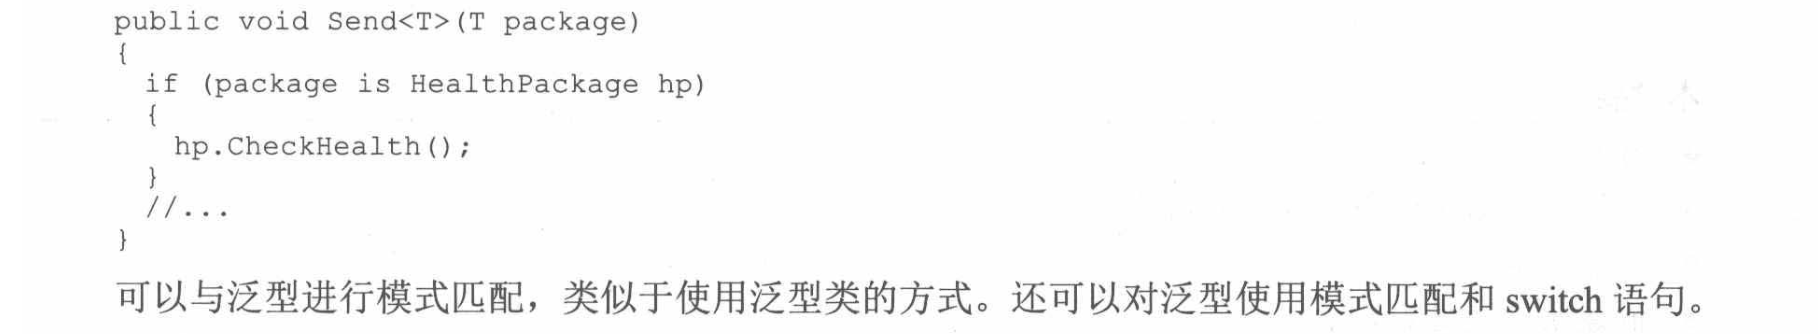 public void Send<T>(T package)
{
if (package is HealthPackage hp)
{
hp.CheckHealth();
}
//...
}
可以与泛型进行模式匹配，类似于使用泛型类的方式。还可以对泛型使用模式匹配和 switch 语句。